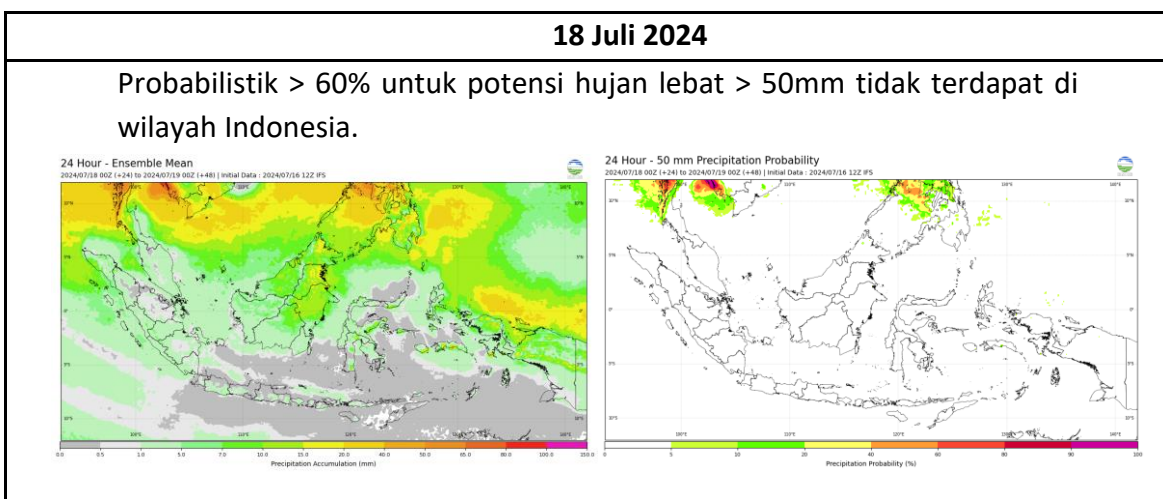 18 Juli 2024
Probabilistik > 60% untuk potensi hujan lebat > 50mm tidak terdapat di
wilayah Indonesia.
24 Hour - Ensemble Mean
2024/07/18 00Z (+24) to 2024/07/19 00Z (+48) | Initial Data : 2024/07/16 12Z IFS
24 Hour - 50 mm Precipitation Probability
2024/07/18 00Z (+24) to 2024/07/19 00Z (+48) | Initial Data : 2024/07/16 12Z IFS
Precipitation Accumulation (mm)
Precipitation Probability (%)